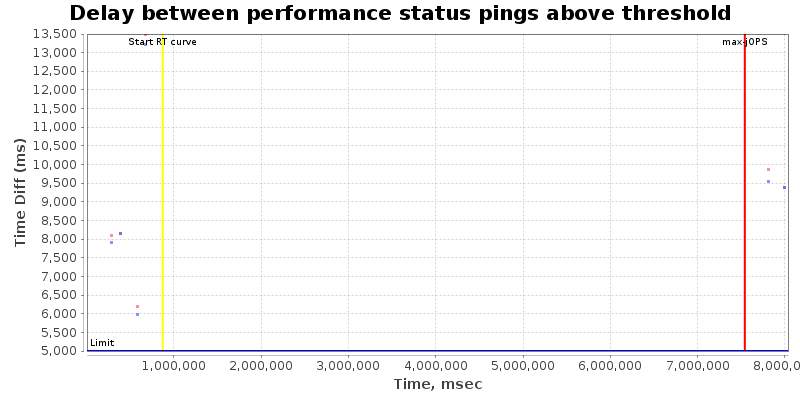 Delay between performance status pings above threshold
13,500
13,000
12,500
12,000
11,500
11,000
10,500
10,000
9,500
9,000
8,500
8,000
7,500
7,000
6,500
6,000
5,500
5,000
Time Diff (ms)
Start RT curve
max-jOPS
Limit
1,000,000 2,000,000 3,000,000 4,000,000 5,000,000 6,000,000 7,000,000 8,000,0
Time, msec